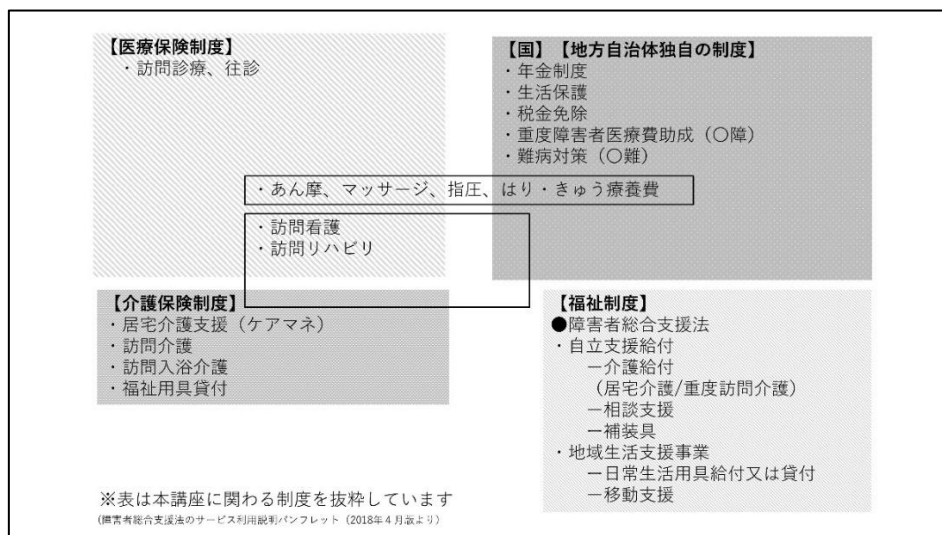 【医療保険制度】
・訪問診療、往診
【国】【地方自治体独自の制度】
・年金制度
・生活保護
・税金免除
・重度障害者医療費助成（〇障）
・難病対策（〇難）
・あん摩、マッサージ、指圧、はり・きゅう療養費
・訪問看護
・訪問リハビリ
【介護保険制度】
・居宅介護支援（ケアマネ）
・訪問介護
・訪問入浴介護
・福祉用具貸付
【福祉制度】
●障害者総合支援法
・自立支援給付
ー介護給付
（居宅介護/重度訪問介護）
ー相談支援
ー補装具
・地域生活支援事業
ー日常生活用具給付又は貸付
ー移動支援
※表は本講座に関わる制度を抜粋しています
(障害者総合支援法のサービス利用説明パンフレット（2018年４月版より）